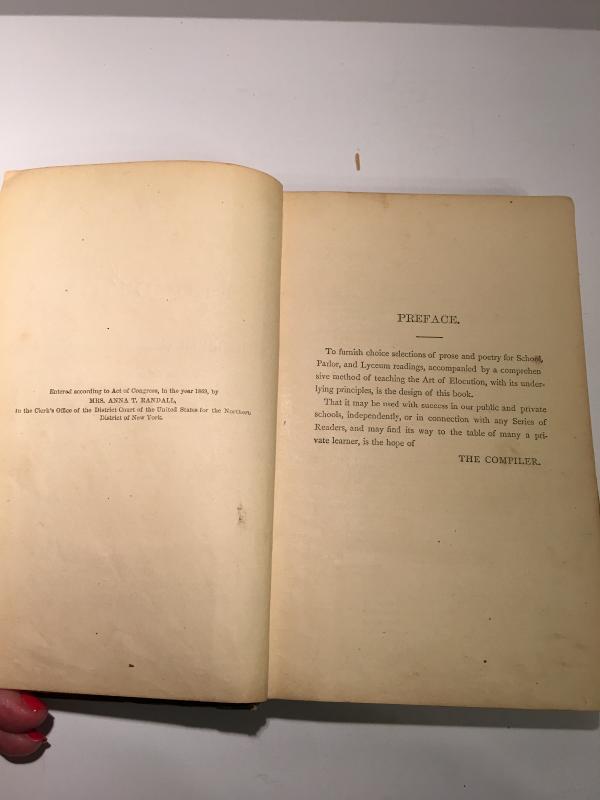 Entered according to Act of Congress, in the year 1869, by
MRS. ANNA T. RANDALL,
in the Clerk's Office of the District Court of the United States for the Northern
District of New York.
PREFACE.
To furnish choice selections of prose and poetry for School,
Parlor, and Lyceum readings, accompanied by a comprehen
sive method of teaching the Art of Elocution, with its under-
lying principles, is the design of this book.
That it may be used with success in our public and private
schools, independently, or in connection with any Series of
Readers, and may find its way to the table of many a pri-
vate learner, is the hope of
THE COMPILER.